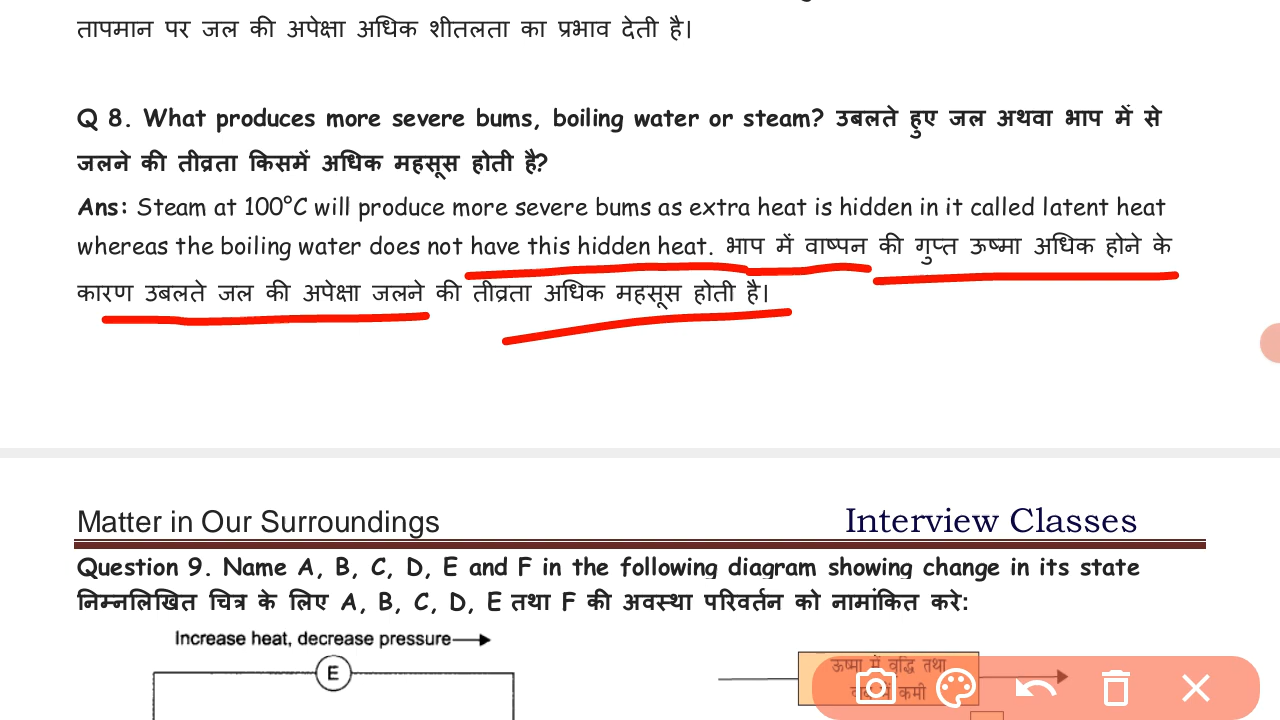 तापमान पर जल की अपेक्षा अधिक शीतलता का प्रभाव देती है।
Q 8. What produces more severe bums, boiling water or steam? उबलते हुए जल अथवा भाप में से
जलने की तीव्रता किसमें अधिक महसूस होती है?
Ans: Steam at 100°C will produce more severe bums as extra heat is hidden in it called latent heat
whereas the boiling water does not have this hidden heat. भाप में वाष्पन की गुप्त ऊष्मा अधिक होने के
कारण उबलते जल की अपेक्षा जलने की तीव्रता अधिक महसूस होती है।
Matter in Our Surroundings Interview Classes
Question 9. Name A, B, C, D, E and F in the following diagram showing change in its state
निम्नलिखित चित्र के लिए A, B, C, D, E तथा F की अवस्था परिवर्तन को नामांकित करे:
Increase heat, decrease pressure
E
ऊष्मा में वृद्धि तथा
में कमी